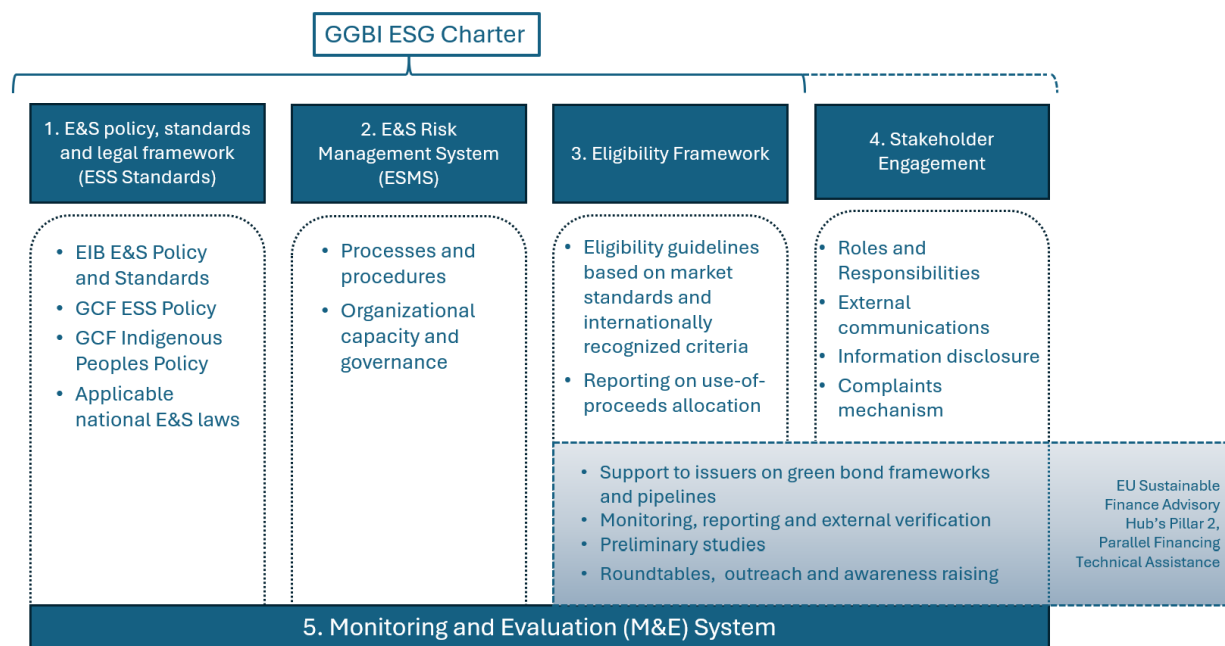 GGBI ESG Charter
1. E&S policy, standards
and legal framework
(ESS Standards)
2. E&S Risk
Management System
(ESMS)
3. Eligibility Framework
4. Stakeholder
Engagement
• EIB E&S Policy
and Standards
• GCF ESS Policy
• GCF Indigenous
Peoples Policy
• Applicable
national E&S laws
• Processes and
procedures
• Organizational
capacity and
governance
• Eligibility guidelines
based on market
standards and
internationally
recognized criteria
• Reporting on use-of-
proceeds allocation
• Roles and
Responsibilities
• External
communications
• Information disclosure
• Complaints
mechanism
• Support to issuers on green bond frameworks
and pipelines
• Monitoring, reporting and external verification
• Preliminary studies
• Roundtables, outreach and awareness raising
EU Sustainable
Finance Advisory
Hub's Pillar 2,
Parallel Financing
Technical Assistance
5. Monitoring and Evaluation (M&E) System